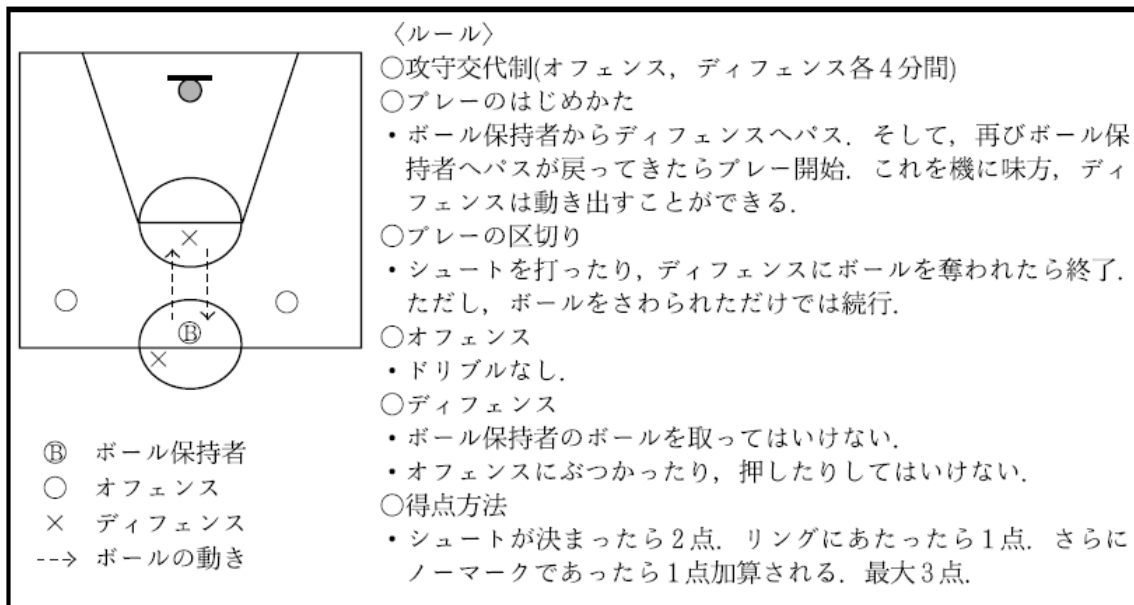 〈ルール〉
○攻守交代制(オフェンス，ディフェンス各4分間)
○プレーのはじめかた
・ボール保持者からディフェンスへパス．そして，再びボール保
持者へパスが戻ってきたらプレー開始．これを機に味方，ディ
フェンスは動き出すことができる．
○プレーの区切り
・シュートを打ったり，ディフェンスにボールを奪われたら終了．
ただし，ボールをさわられただけでは続行．
○オフェンス
・ドリブルなし．
○ディフェンス
・ボール保持者のボールを取ってはいけない．
・オフェンスにぶつかったり，押したりしてはいけない．
○得点方法
・シュートが決まったら2点．リングにあたったら1点．さらに
ノーマークであったら1点加算される．最大3点．
×
○ ○
Ⓑ
×
Ⓑ ボール保持者
○ オフェンス
× ディフェンス
--→ ボールの動き